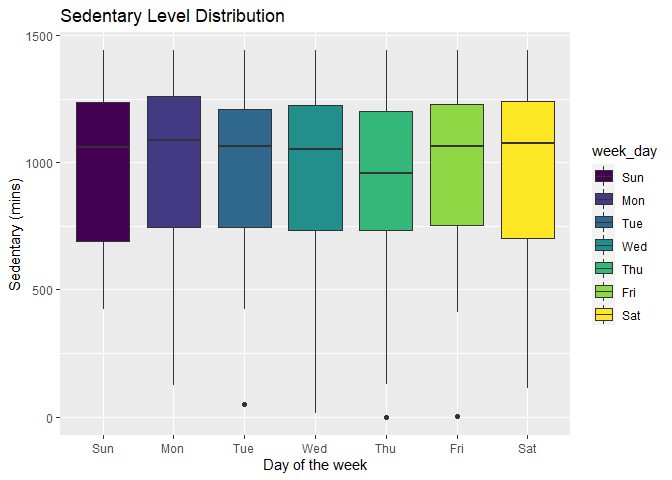 Sedentary Level Distribution
1500
1000
500
0
Sedentary (mins)
Sun Mon Tue Wed Thu Fri Sat
Day of the week
week_day
Sun
Mon
Tue
Wed
Thu
Fri
Sat